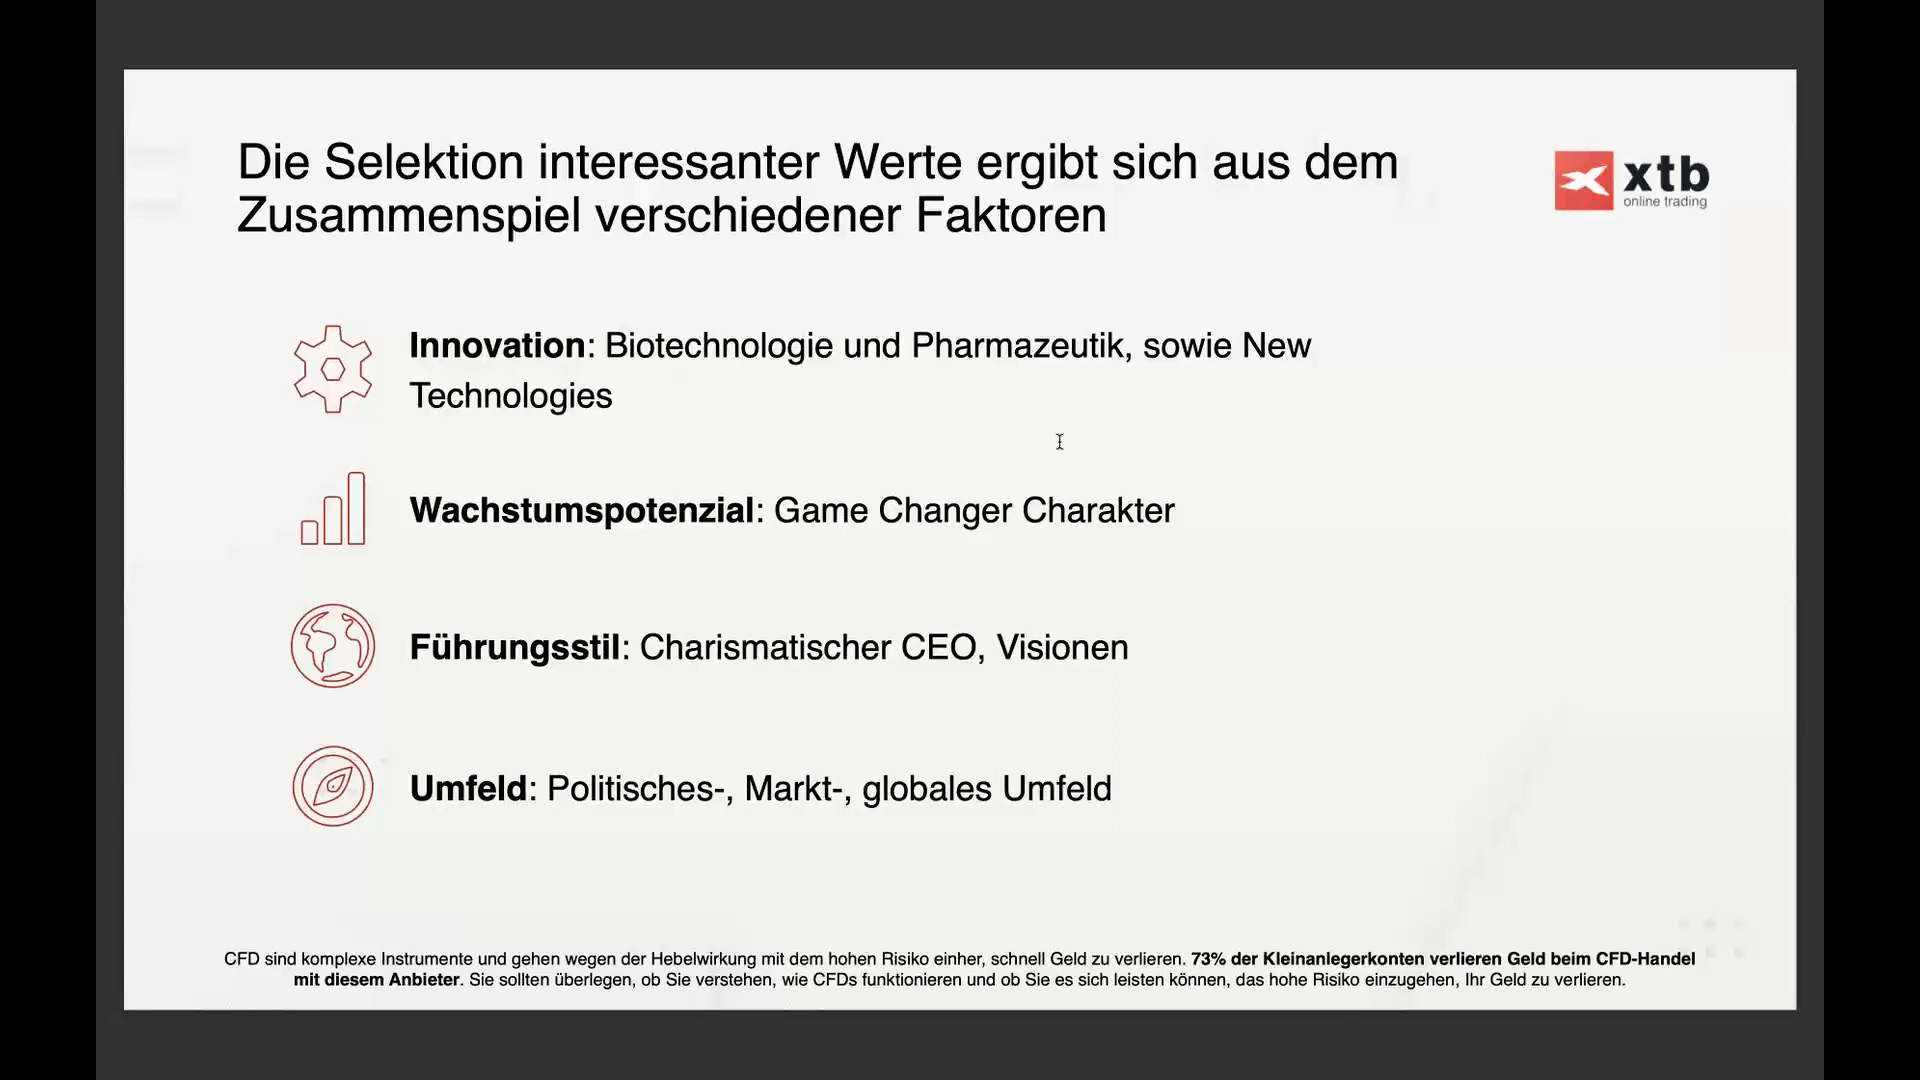 Die Selektion interessanter Werte ergibt sich aus dem
Zusammenspiel verschiedener Faktoren
xtb
online trading
Innovation: Biotechnologie und Pharmazeutik, sowie New
Technologies
Wachstumspotenzial: Game Changer Charakter
Führungsstil: Charismatischer CEO, Visionen
Umfeld: Politisches-, Markt-, globales Umfeld
CFD sind komplexe Instrumente und gehen wegen der Hebelwirkung mit dem hohen Risiko einher, schnell Geld zu verlieren. 73% der Kleinanlegerkonten verlieren Geld beim CFD-Handel
mit diesem Anbieter. Sie sollten überlegen, ob Sie verstehen, wie CFDs funktionieren und ob Sie es sich leisten können, das hohe Risiko einzugehen, Ihr Geld zu verlieren.